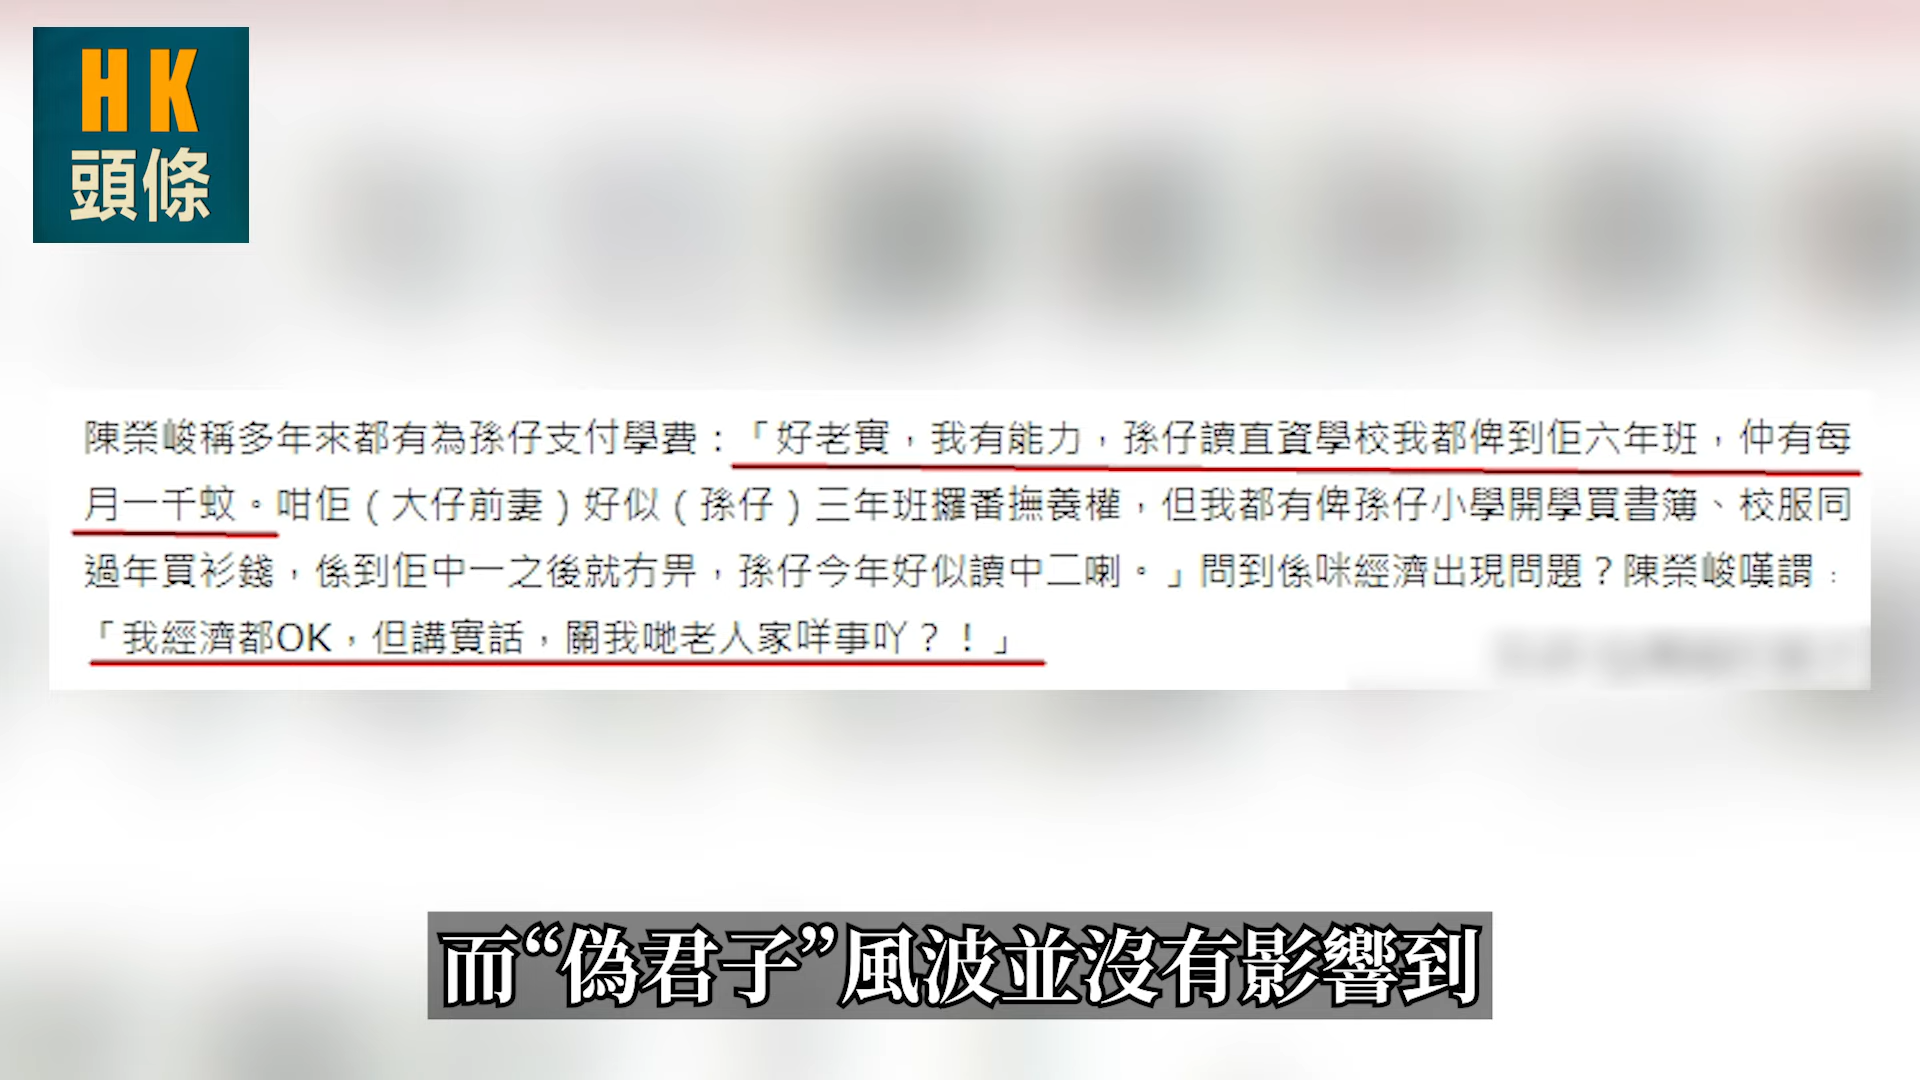 HK
頭條
陳榮峻稱多年來都有為孫仔支付學費：「好老實，我有能力，孫仔讀直資學校我都俾到佢六年班，仲有每
月一千蚊。咁佢（大仔前妻）好似（孫仔）三年班攞番撫養權，但我都有俾孫仔小學開學買書簿、校服同
過年買衫錢，係到佢中一之後就冇畀，孫仔今年好似讀中二喇。」問到係咪經濟出現問題？陳榮峻嘆謂：
「我經濟都OK，但講實話，關我哋老人家咩事吖？！」
而“偽君子”風波並沒有影響到